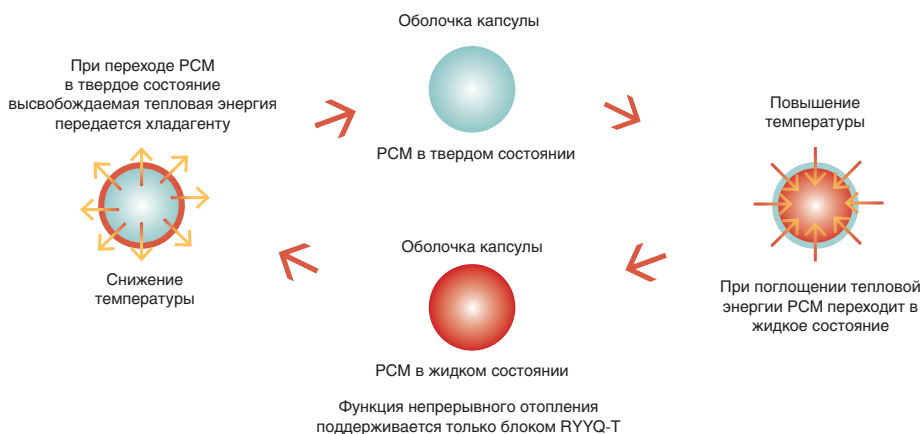 Оболочка капсулы
При переходе PCM
в твердое состояние
высвобождаемая тепловая энергия
передается хладагенту
PCM в твердом состоянии
Повышение
температуры
Снижение
температуры
Оболочка капсулы
При поглощении тепловой
энергии PCM переходит в
жидкое состояние
PCM в жидком состоянии
Функция непрерывного отопления
поддерживается только блоком RYYQ-T